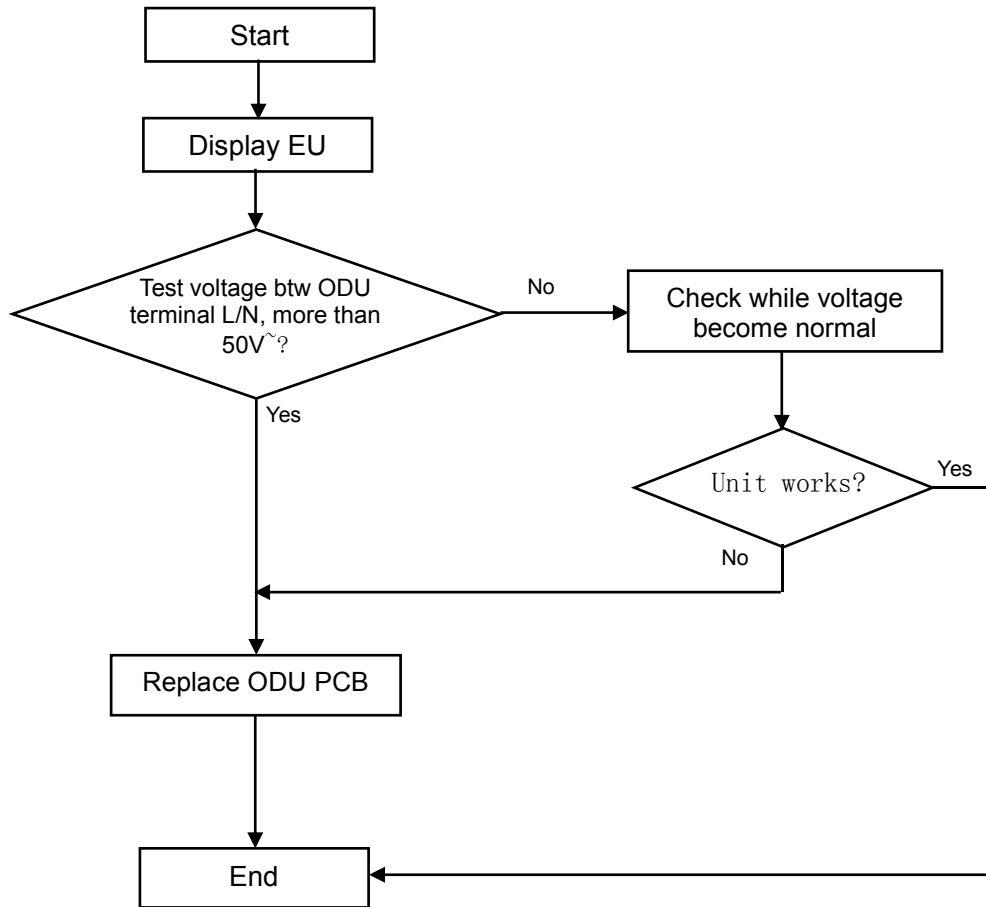 Start
Display EU
Test voltage btw ODU
terminal L/N, more than
50V~?
No
Check while voltage
become normal
Yes
Unit works?
Yes
No
Replace ODU PCB
End